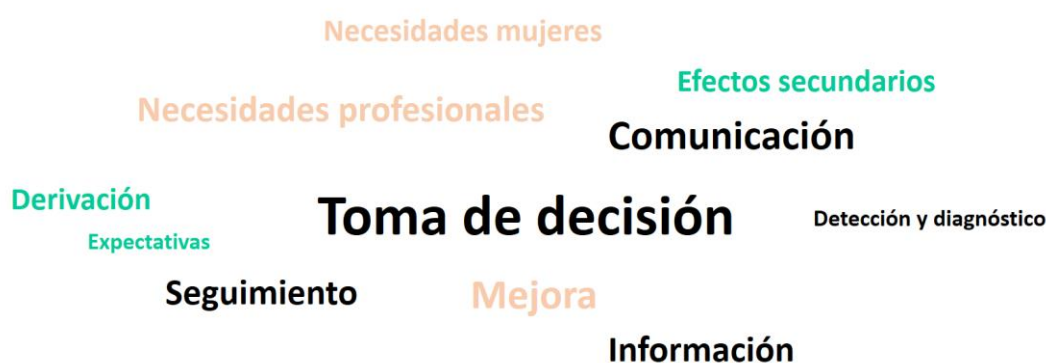 Necesidades mujeres
Efectos secundarios
Necesidades profesionales
Comunicación
Derivación
Toma de decisión
Detección y diagnóstico
Expectativas
Seguimiento
Mejora
Información